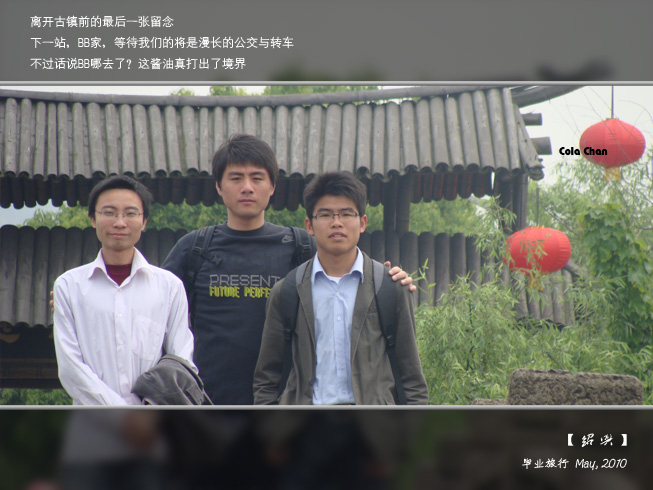 离开古镇前的最后一张留念
下一站，BB家，等待我们的将是漫长的公交与转车
不过话说BB哪去了？这酱油真打出了境界
Cola Chan
PRESENT:
FUTURE PERFE
【绍兴】
毕业旅行 May, 2010